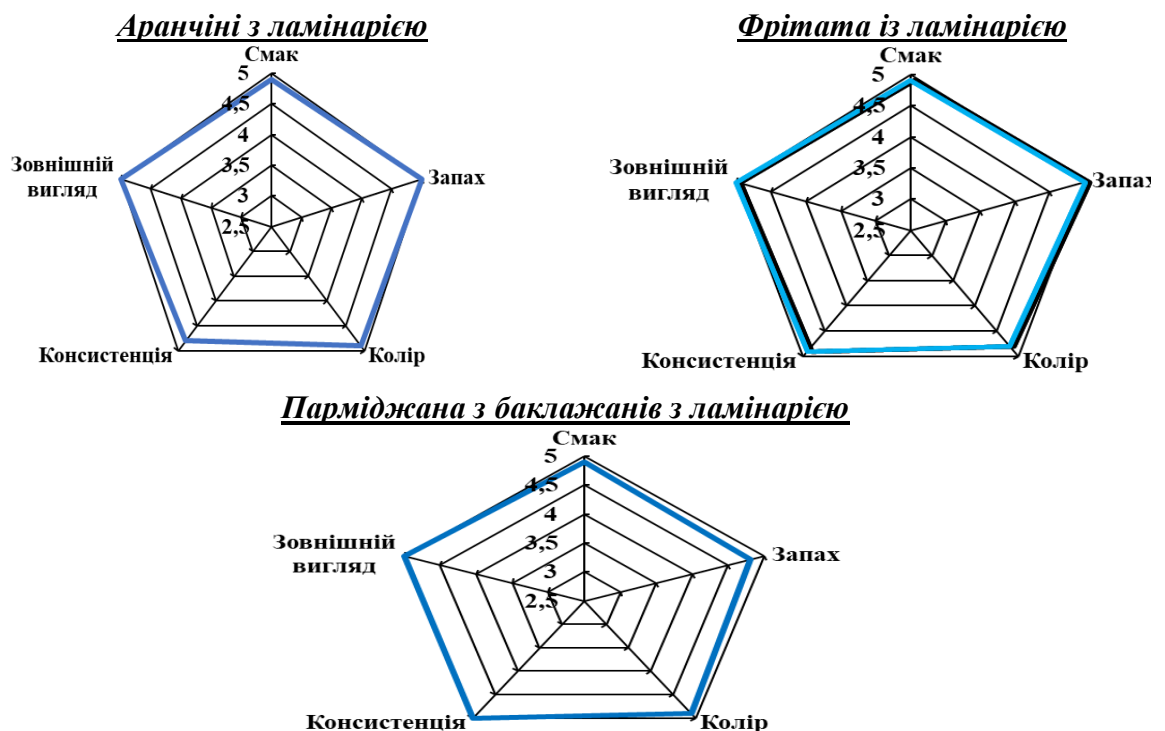 Аранчіні з ламінарією
Смак
5
4,5
4
3,5
3
2,5
Зовнішній
вигляд
Запах
Консистенція
Колір
Фрітата із ламінарією
Смак
5
4,5
4
3,5
3
2,5
Зовнішній
вигляд
Запах
Консистенція
Колір
Парміджана з баклажанів з ламінарією
Смак
5
4,5
4
3,5
3
2,5
Зовнішній
вигляд
Запах
Консистенція
Колір